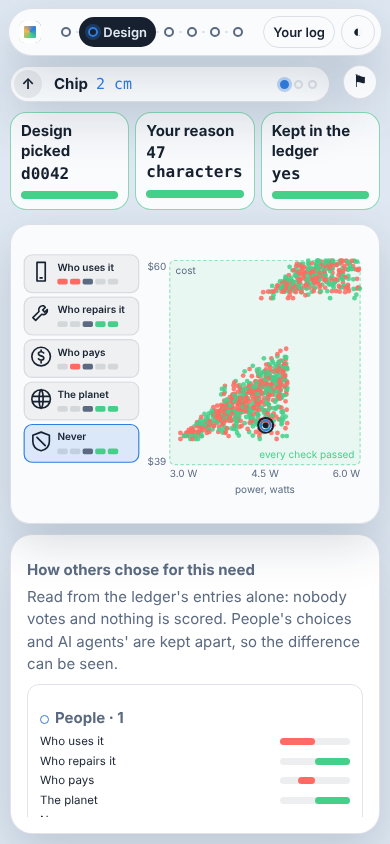 Design
Your log
Chip 2 cm
Design picked
d0042
Your reason
47 characters
Kept in the ledger
yes
Who uses it
Who repairs it
Who pays
The planet
Never
$60
cost
every check passed
$39
3.0 W
4.5 W
6.0 W
power, watts
How others chose for this need
Read from the ledger's entries alone: nobody
votes and nothing is scored. People's choices
and AI agents' are kept apart, so the difference
can be seen.
People · 1
Who uses it
Who repairs it
Who pays
The planet